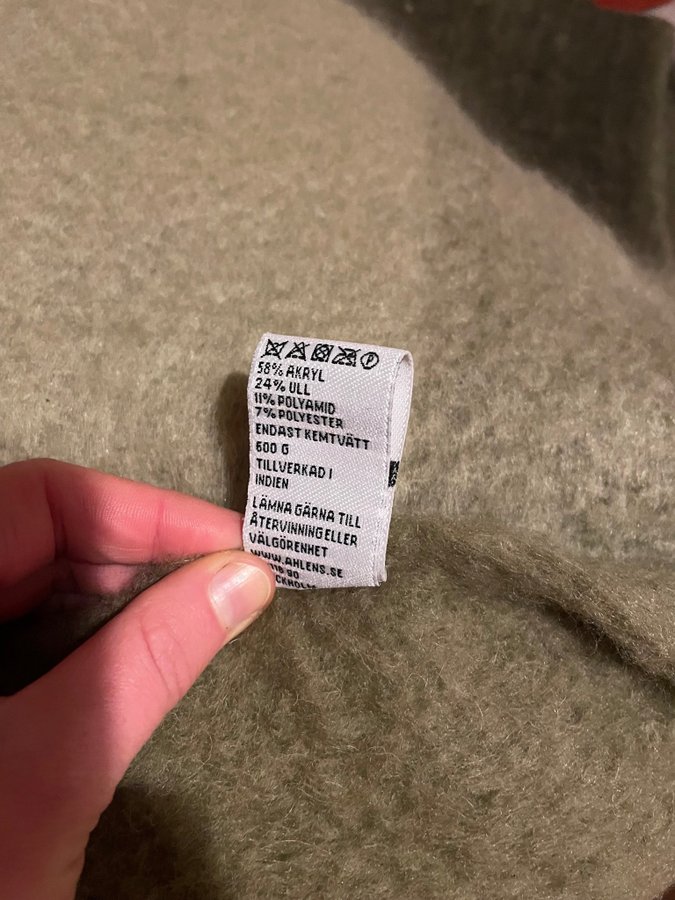 58% AKRYL
24% ULL
11% POLYAMID
7% POLYESTER
ENDAST KEMTVÄTT
600 G
TILLVERKAD I
INDIEN
LÄMNA GÄRNA TILL
ÅTERVINNING ELLER
VÄLGÖRENHET
WWW.AHLENS.SE
90